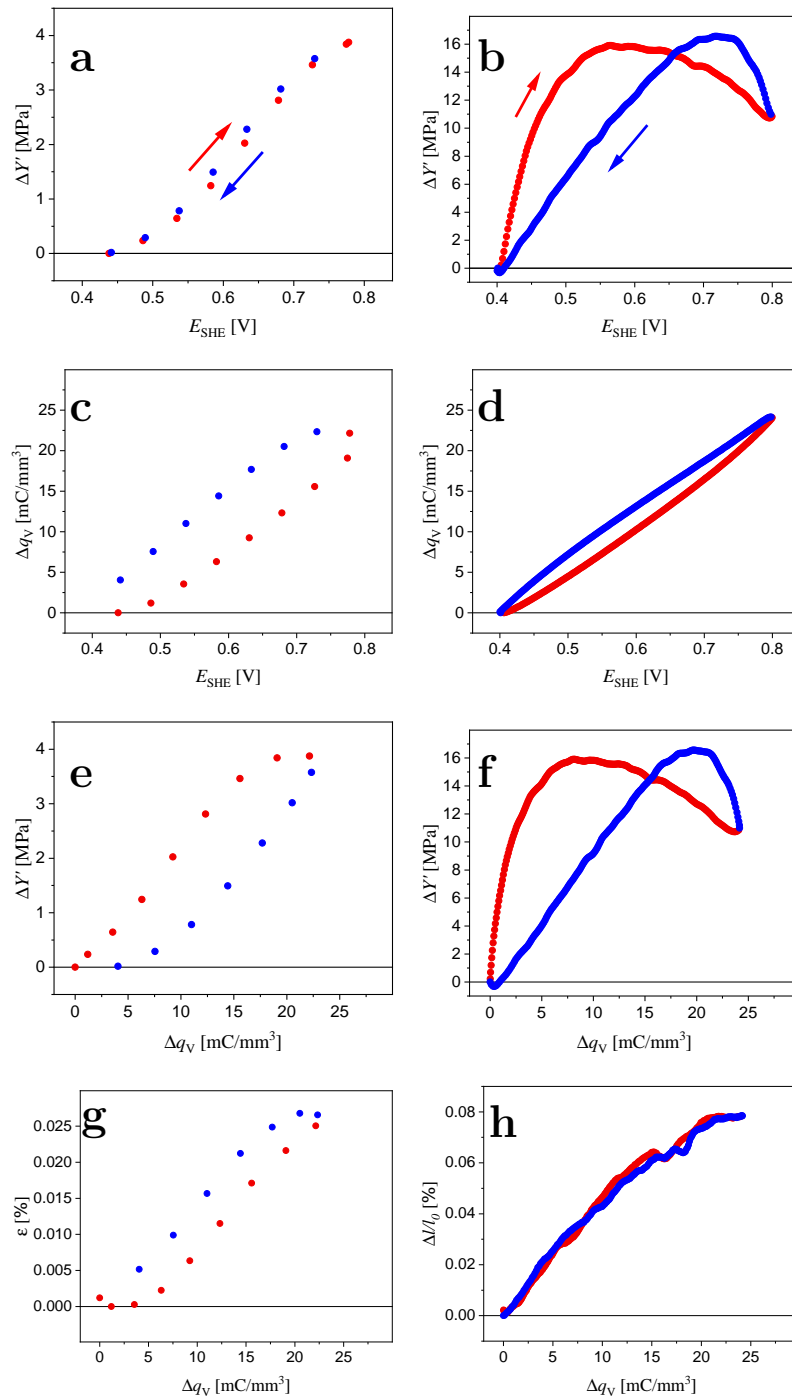 a
4
3
2
1
0
ΔY' [MPa]
0.4 0.5 0.6 0.7 0.8
E_SHE [V]
b
16
14
12
10
8
6
4
2
0
ΔY' [MPa]
0.4 0.5 0.6 0.7 0.8
E_SHE [V]
c
25
20
15
10
5
0
Δq_V [mC/mm³]
0.4 0.5 0.6 0.7 0.8
E_SHE [V]
d
25
20
15
10
5
0
Δq_V [mC/mm³]
0.4 0.5 0.6 0.7 0.8
E_SHE [V]
e
4
3
2
1
0
ΔY' [MPa]
0 5 10 15 20 25
Δq_V [mC/mm³]
f
16
14
12
10
8
6
4
2
0
ΔY' [MPa]
0 5 10 15 20 25
Δq_V [mC/mm³]
g
0.025
0.020
0.015
0.010
0.005
0.000
ε [%]
0 5 10 15 20 25
Δq_V [mC/mm³]
h
0.08
0.06
0.04
0.02
0.00
Δl/l_0 [%]
0 5 10 15 20 25
Δq_V [mC/mm³]